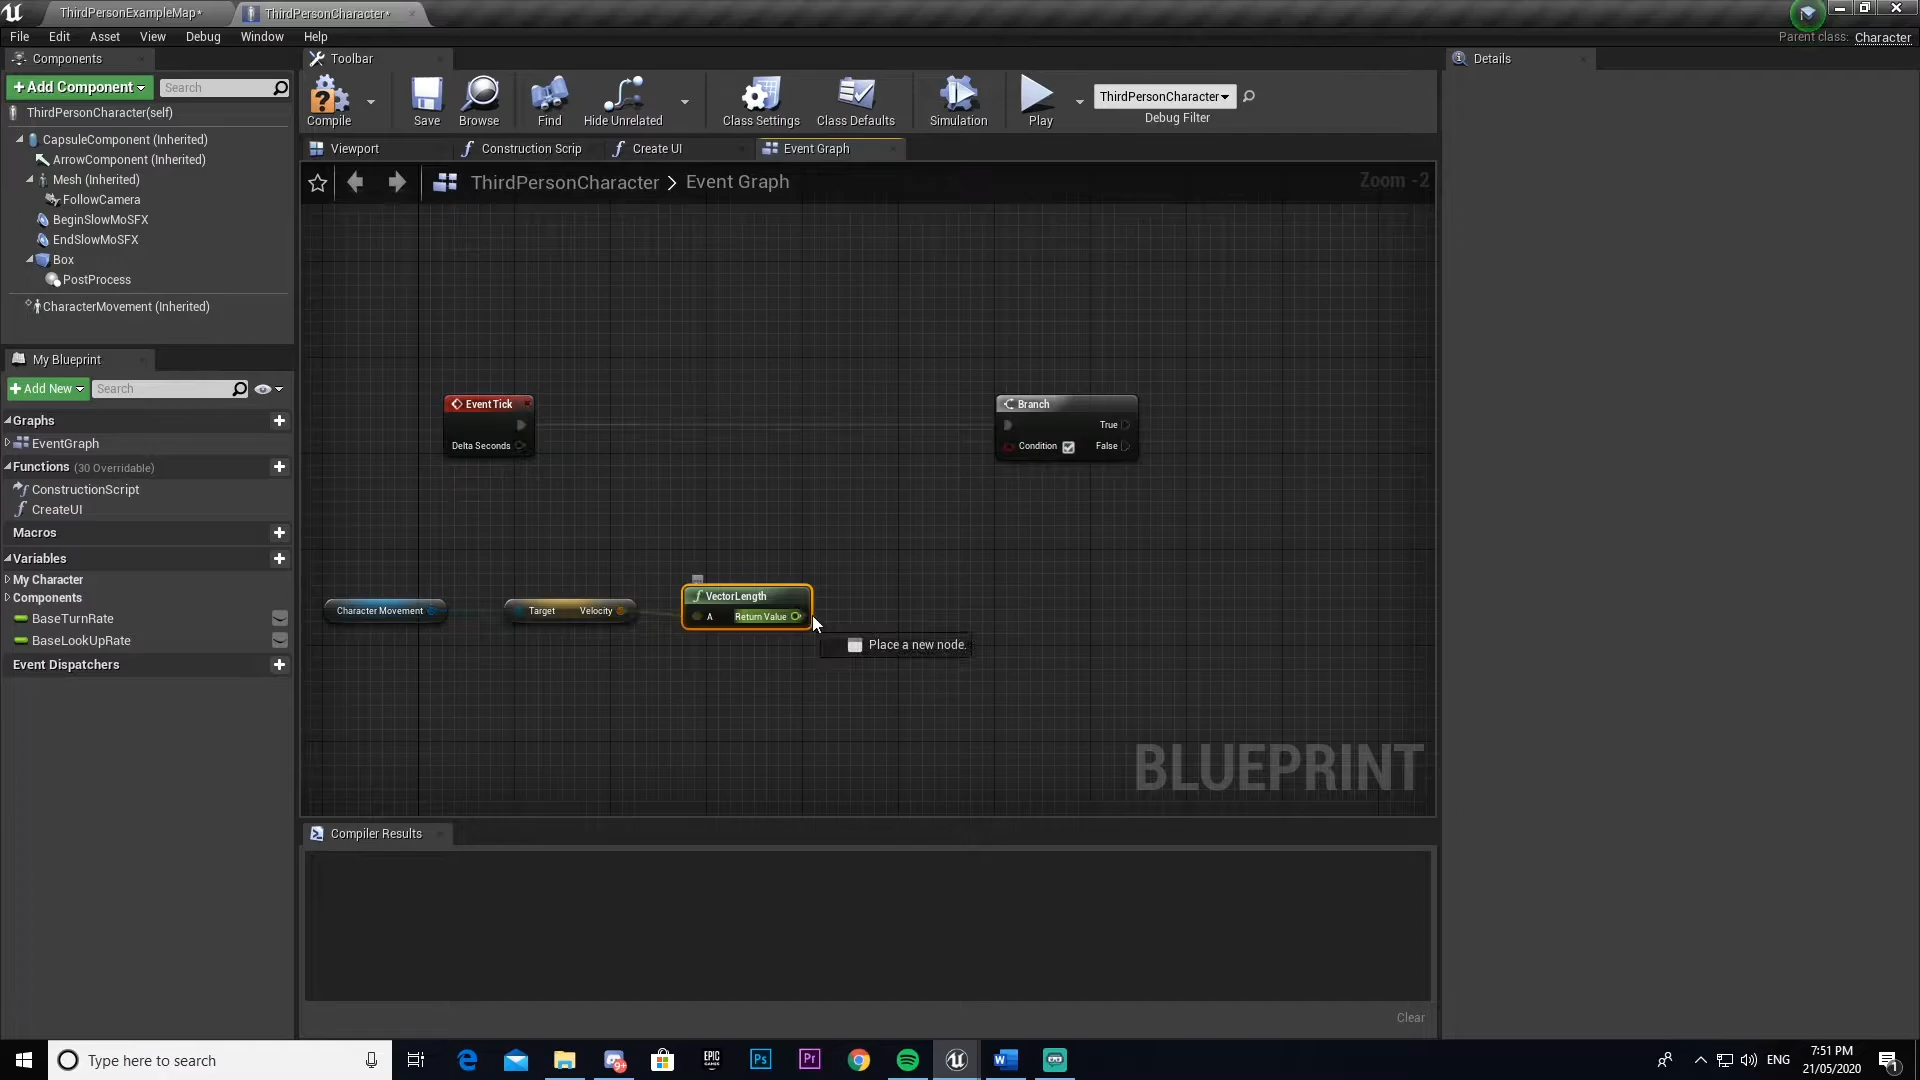 ThirdPersonExampleMap*
ThirdPersonCharacter*
File Edit Asset View Debug Window Help
Parent class: Character
Components
Toolbar
Details
+Add Component
Search
ThirdPersonCharacter(self)
CapsuleComponent (Inherited)
ArrowComponent (Inherited)
Mesh (Inherited)
FollowCamera
BeginSlowMoSFX
EndSlowMoSFX
Box
PostProcess
CharacterMovement (Inherited)
Compile
Save
Browse
Find
Hide Unrelated
Class Settings
Class Defaults
Simulation
Play
ThirdPersonCharacter
Debug Filter
Viewport
Construction Scrip
Create UI
Event Graph
ThirdPersonCharacter > Event Graph
Zoom -2
My Blueprint
+Add New
Search
Graphs
EventGraph
Functions (30 Overridable)
ConstructionScript
CreateUI
Macros
Variables
My Character
Components
BaseTurnRate
BaseLookUpRate
Event Dispatchers
Event Tick
Delta Seconds
Branch
True
Condition
False
Character Movement
Target Velocity
VectorLength
A Return Value
Place a new node.
BLUEPRINT
Compiler Results
Clear
Type here to search
EPIC GAMES
Ps
Pr
9+
ENG
7:51 PM
21/05/2020
1